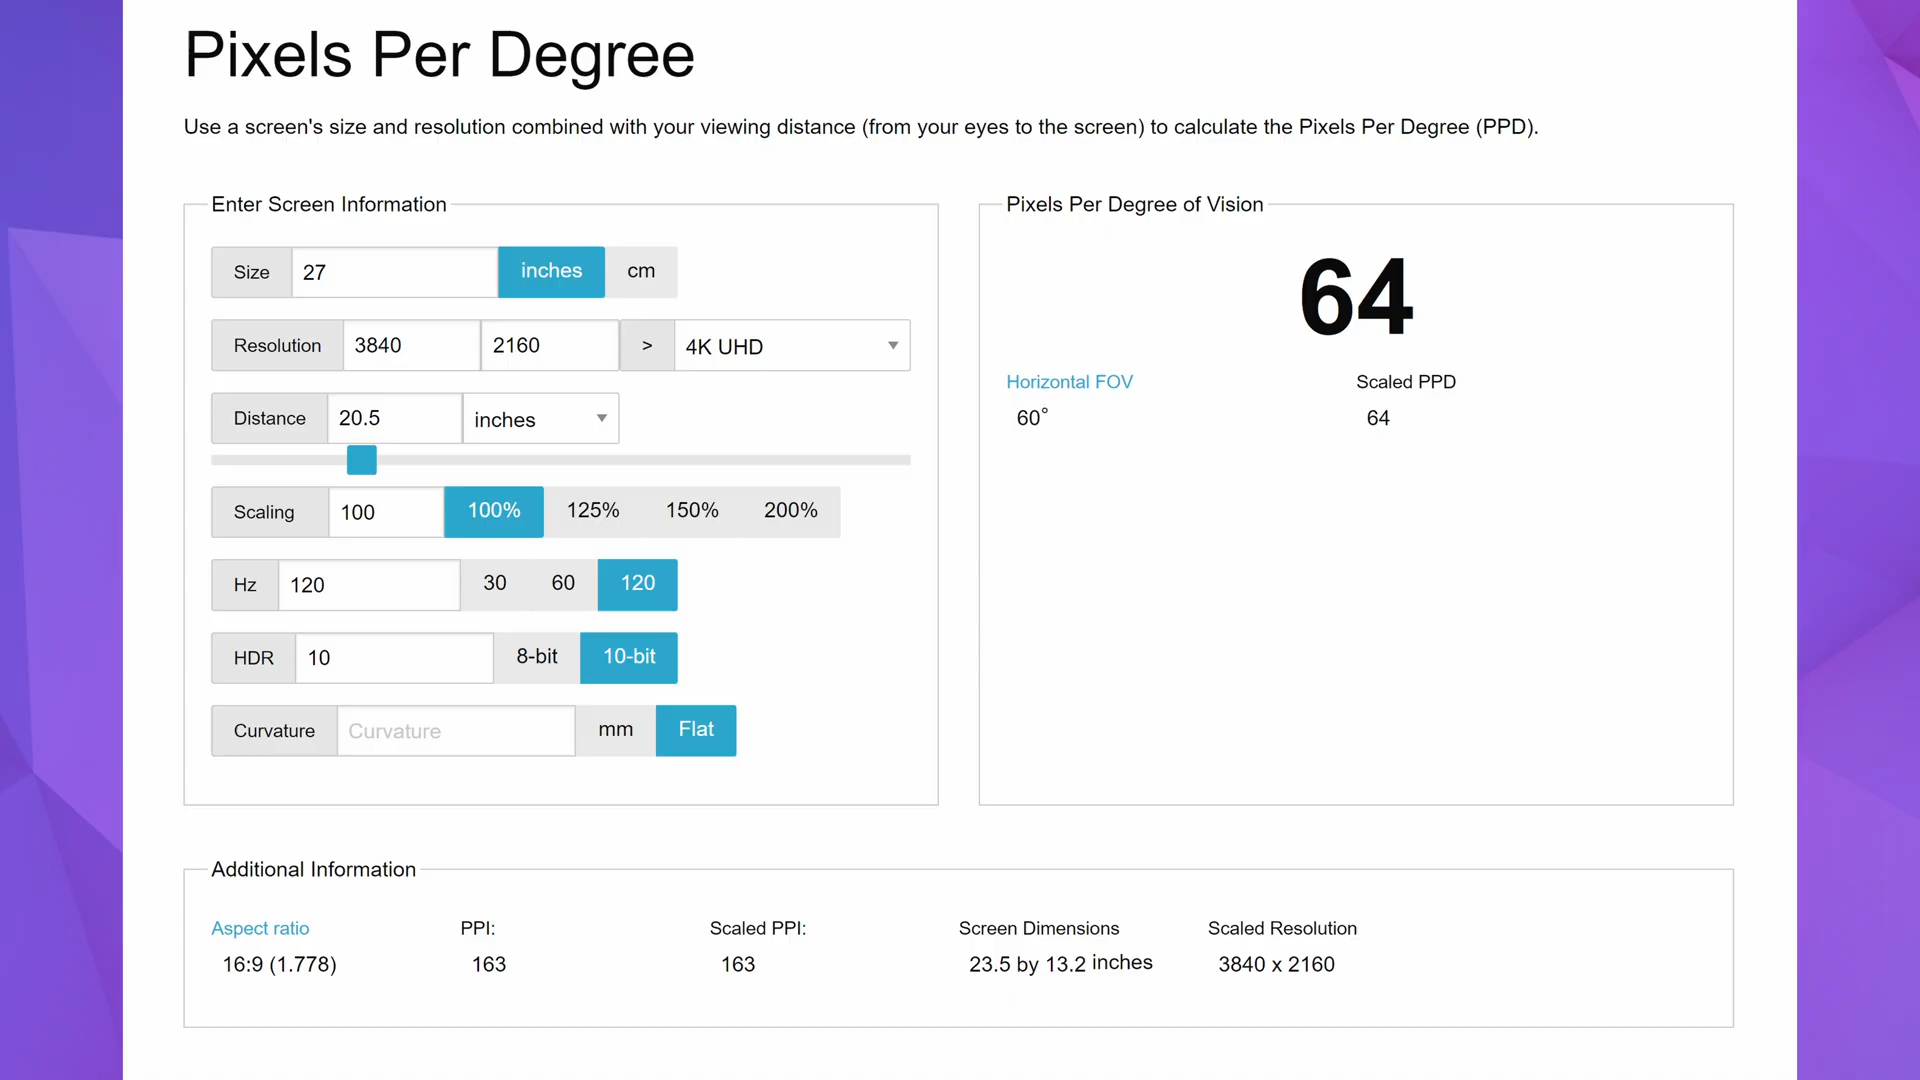 Pixels Per Degree
Use a screen's size and resolution combined with your viewing distance (from your eyes to the screen) to calculate the Pixels Per Degree (PPD).
Enter Screen Information
Size 27 inches cm
Resolution 3840 2160 > 4K UHD
Distance 20.5 inches
Scaling 100 100% 125% 150% 200%
Hz 120 30 60 120
HDR 10 8-bit 10-bit
Curvature Curvature mm Flat
Pixels Per Degree of Vision
64
Horizontal FOV Scaled PPD
60° 64
Additional Information
Aspect ratio PPI: Scaled PPI: Screen Dimensions Scaled Resolution
16:9 (1.778) 163 163 23.5 by 13.2 inches 3840 x 2160